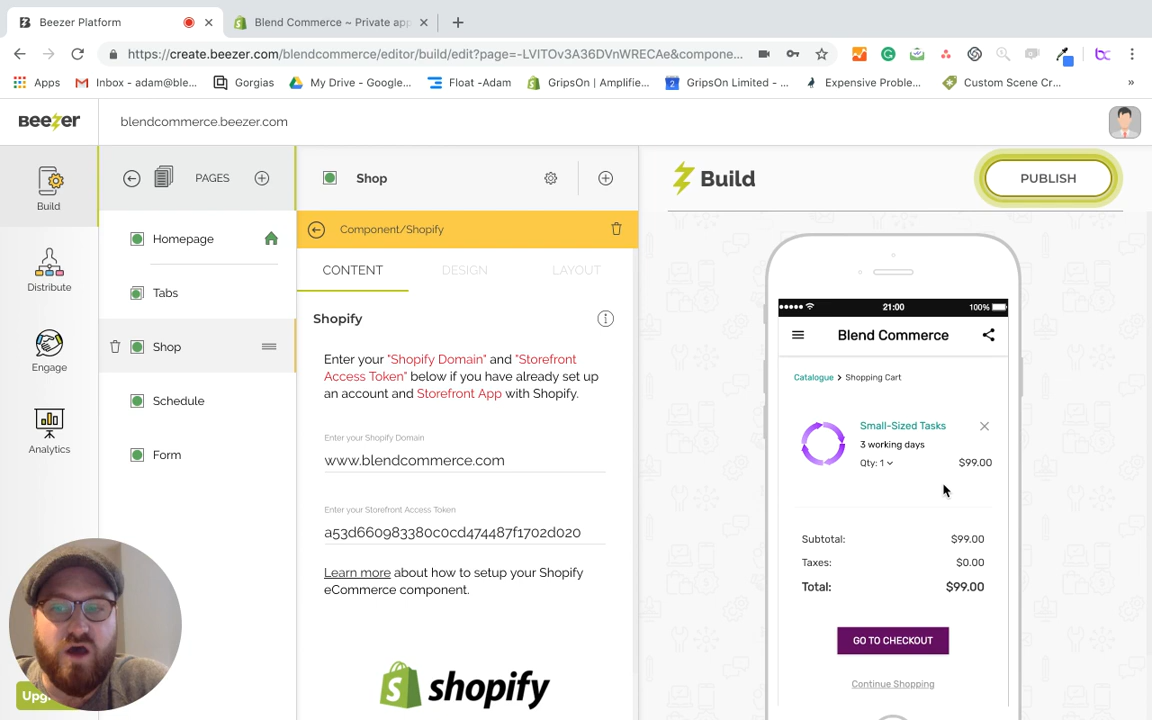 Beezer Platform
Blend Commerce ~ Private app
https://create.beezer.com/blendcommerce/editor/build/edit?page=-LVITOv3A36DVnWRECAe&compone...
Apps
Inbox - adam@ble...
Gorgias
My Drive - Google...
Float -Adam
GripsOn | Amplifie...
GripsOn Limited - ...
Expensive Proble...
Custom Scene Cr...
»
BEEZER
blendcommerce.beezer.com
Build
Distribute
Engage
Analytics
Upgr
PAGES
Homepage
Tabs
Shop
Schedule
Form
Shop
Component/Shopify
CONTENT
DESIGN
LAYOUT
Shopify
Enter your "Shopify Domain" and "Storefront
Access Token" below if you have already set up
an account and Storefront App with Shopify.
Enter your Shopify Domain
www.blendcommerce.com
Enter your Storefront Access Token
a53d660983380c0cd474487f1702d020
Learn more about how to setup your Shopify
eCommerce component.
shopify
Build
PUBLISH
21:00
100%
Blend Commerce
Catalogue > Shopping Cart
Small-Sized Tasks
3 working days
Qty: 1
$99.00
Subtotal: $99.00
Taxes: $0.00
Total: $99.00
GO TO CHECKOUT
Continue Shopping